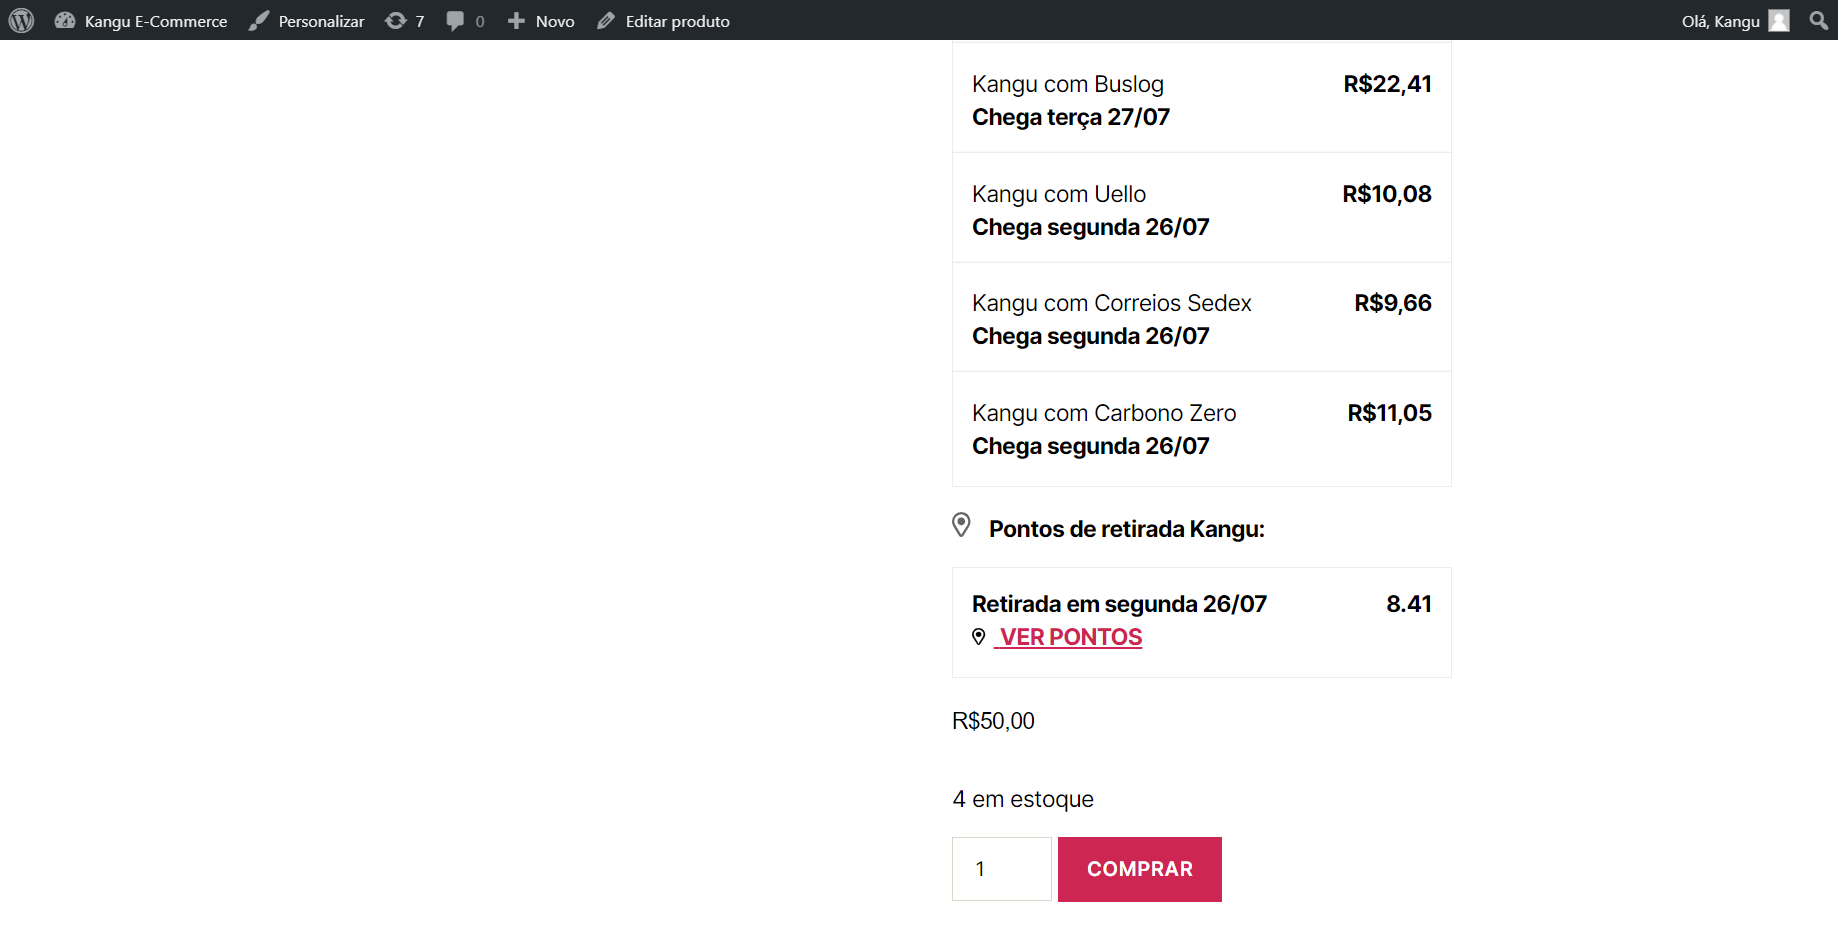 Kangu E-Commerce Personalizar 7 0 Novo Editar produto Olá, Kangu
Kangu com Buslog R$22,41
Chega terça 27/07
Kangu com Uello R$10,08
Chega segunda 26/07
Kangu com Correios Sedex R$9,66
Chega segunda 26/07
Kangu com Carbono Zero R$11,05
Chega segunda 26/07
Pontos de retirada Kangu:
Retirada em segunda 26/07 8.41
VER PONTOS
R$50,00
4 em estoque
1 COMPRAR